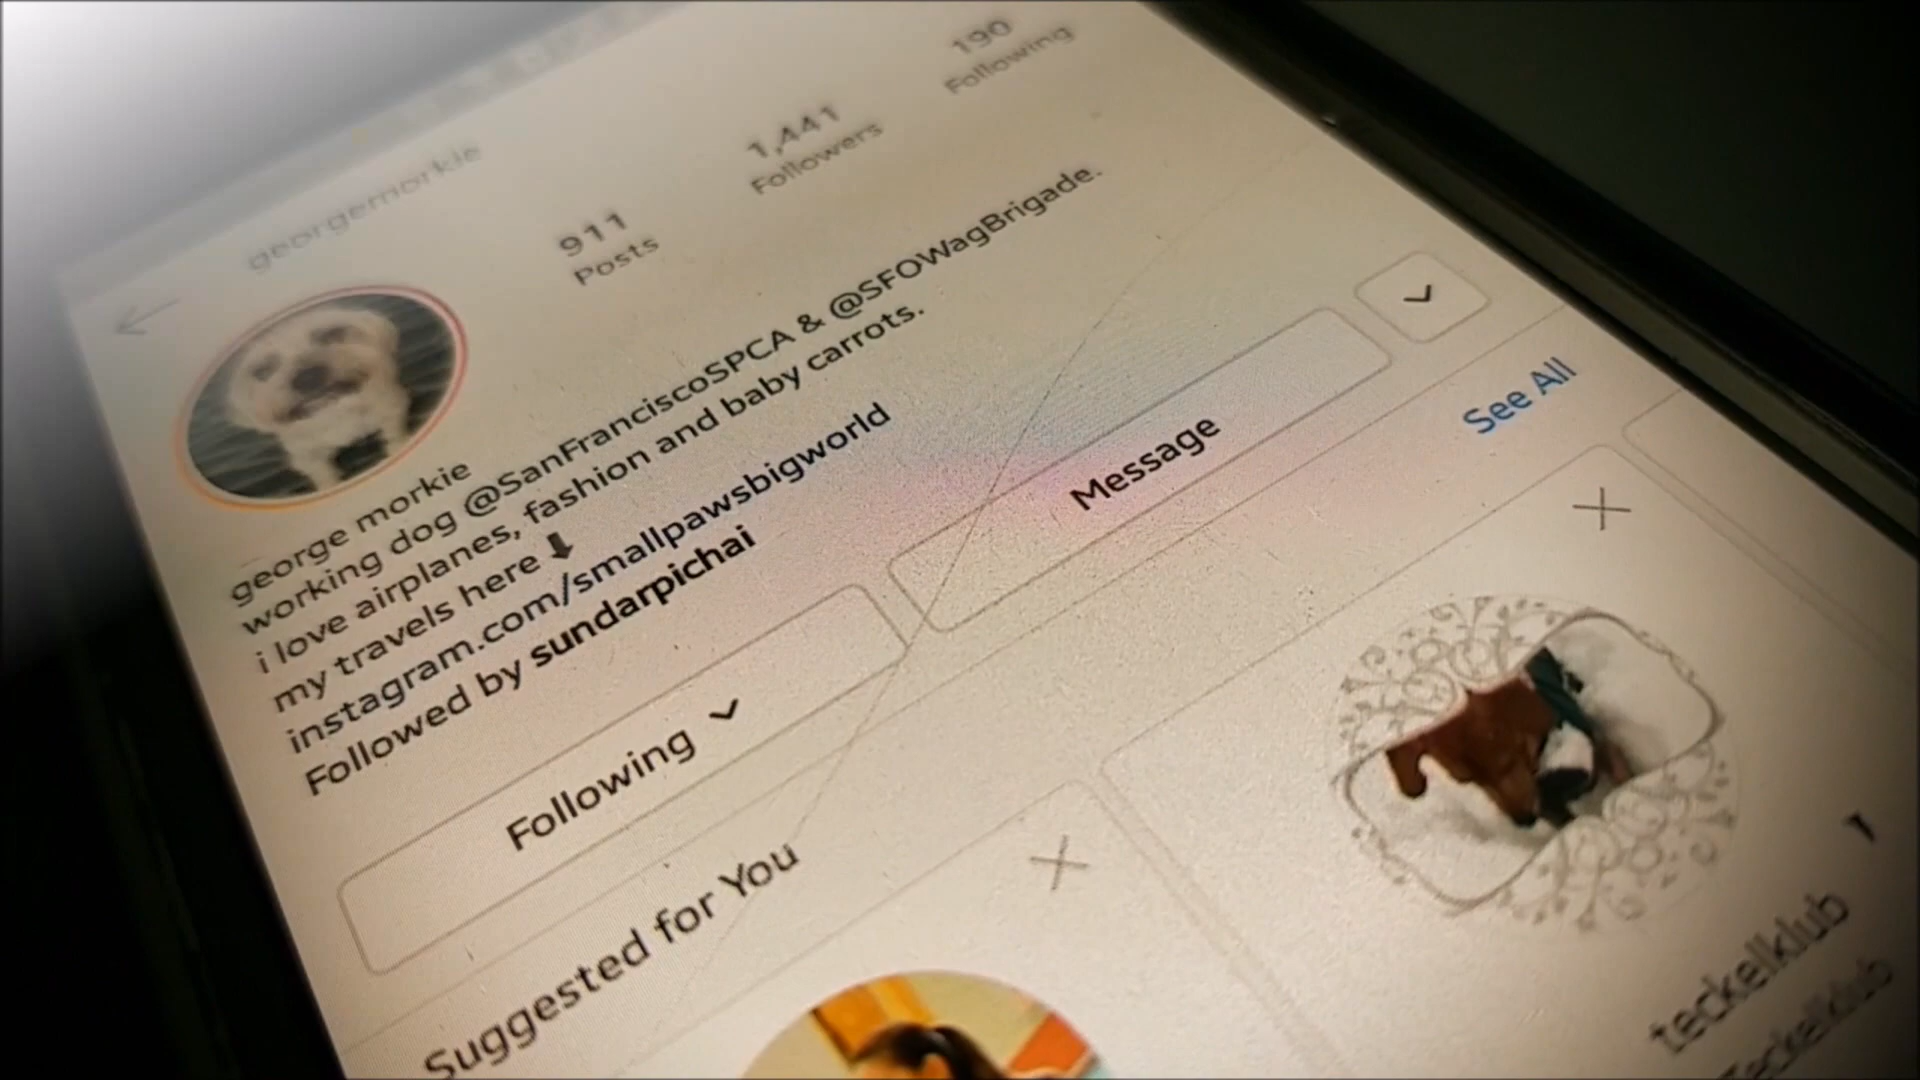 georgemorkie
911
Posts
1,441
Followers
190
Following
george morkie
working dog @SanFranciscoSPCA & @SFOWagBrigade.
i love airplanes, fashion and baby carrots.
my travels here ⬇
instagram.com/smallpawsbigworld
Followed by sundarpichai
Following
Message
Suggested for You
See All
teckelklub
Teckelklub